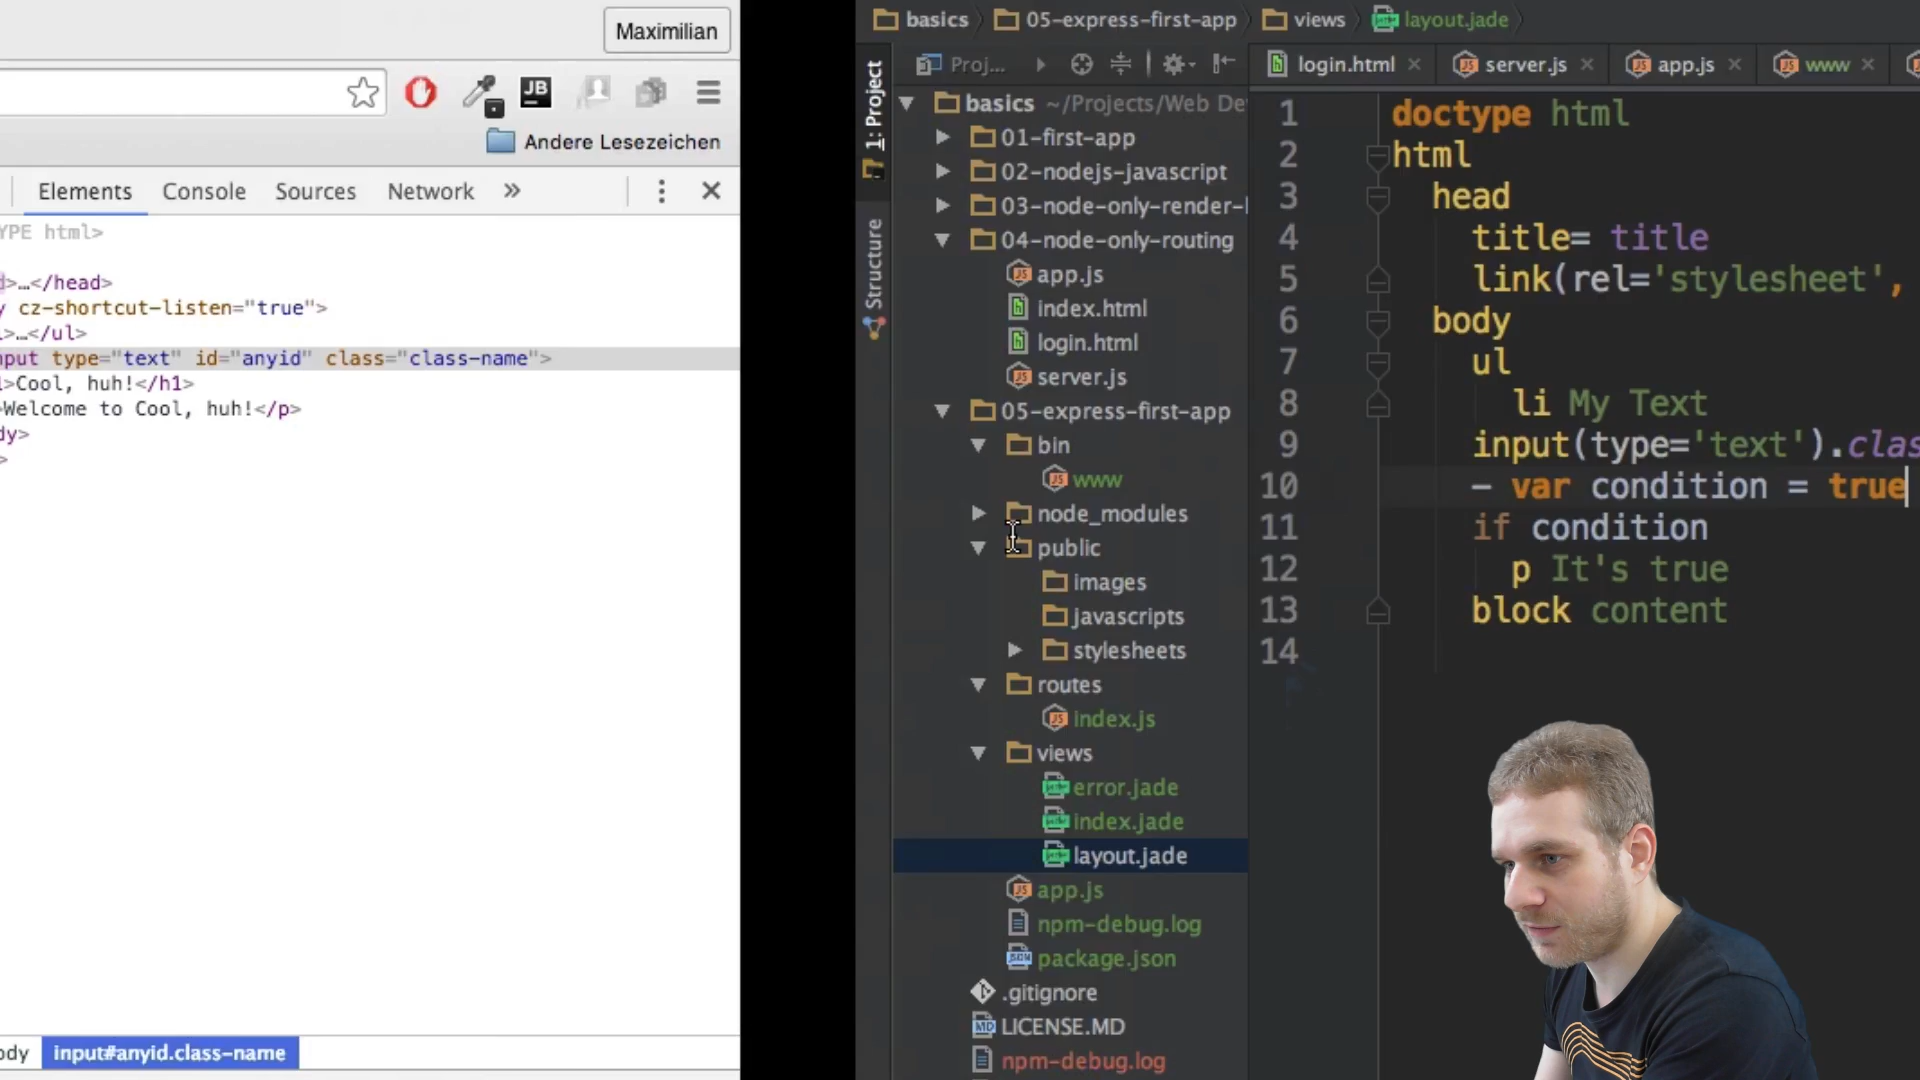 Maximilian
JB
Andere Lesezeichen
Elements Console Sources Network »
YPE html>
>…</head>
y cz-shortcut-listen="true">
l>…</ul>
nput type="text" id="anyid" class="class-name">
l>Cool, huh!</h1>
>Welcome to Cool, huh!</p>
dy>
>
ody input#anyid.class-name
basics 05-express-first-app views layout.jade
Proj...
login.html server.js app.js www
1: Project
Structure
basics ~/Projects/Web De
01-first-app
02-nodejs-javascript
03-node-only-render-
04-node-only-routing
app.js
index.html
login.html
server.js
05-express-first-app
bin
www
node_modules
public
images
javascripts
stylesheets
routes
index.js
views
error.jade
index.jade
layout.jade
app.js
npm-debug.log
package.json
.gitignore
LICENSE.MD
npm-debug.log
1 doctype html
2 html
3 head
4 title= title
5 link(rel='stylesheet',
6 body
7 ul
8 li My Text
9 input(type='text').clas
10 - var condition = true
11 if condition
12 p It's true
13 block content
14